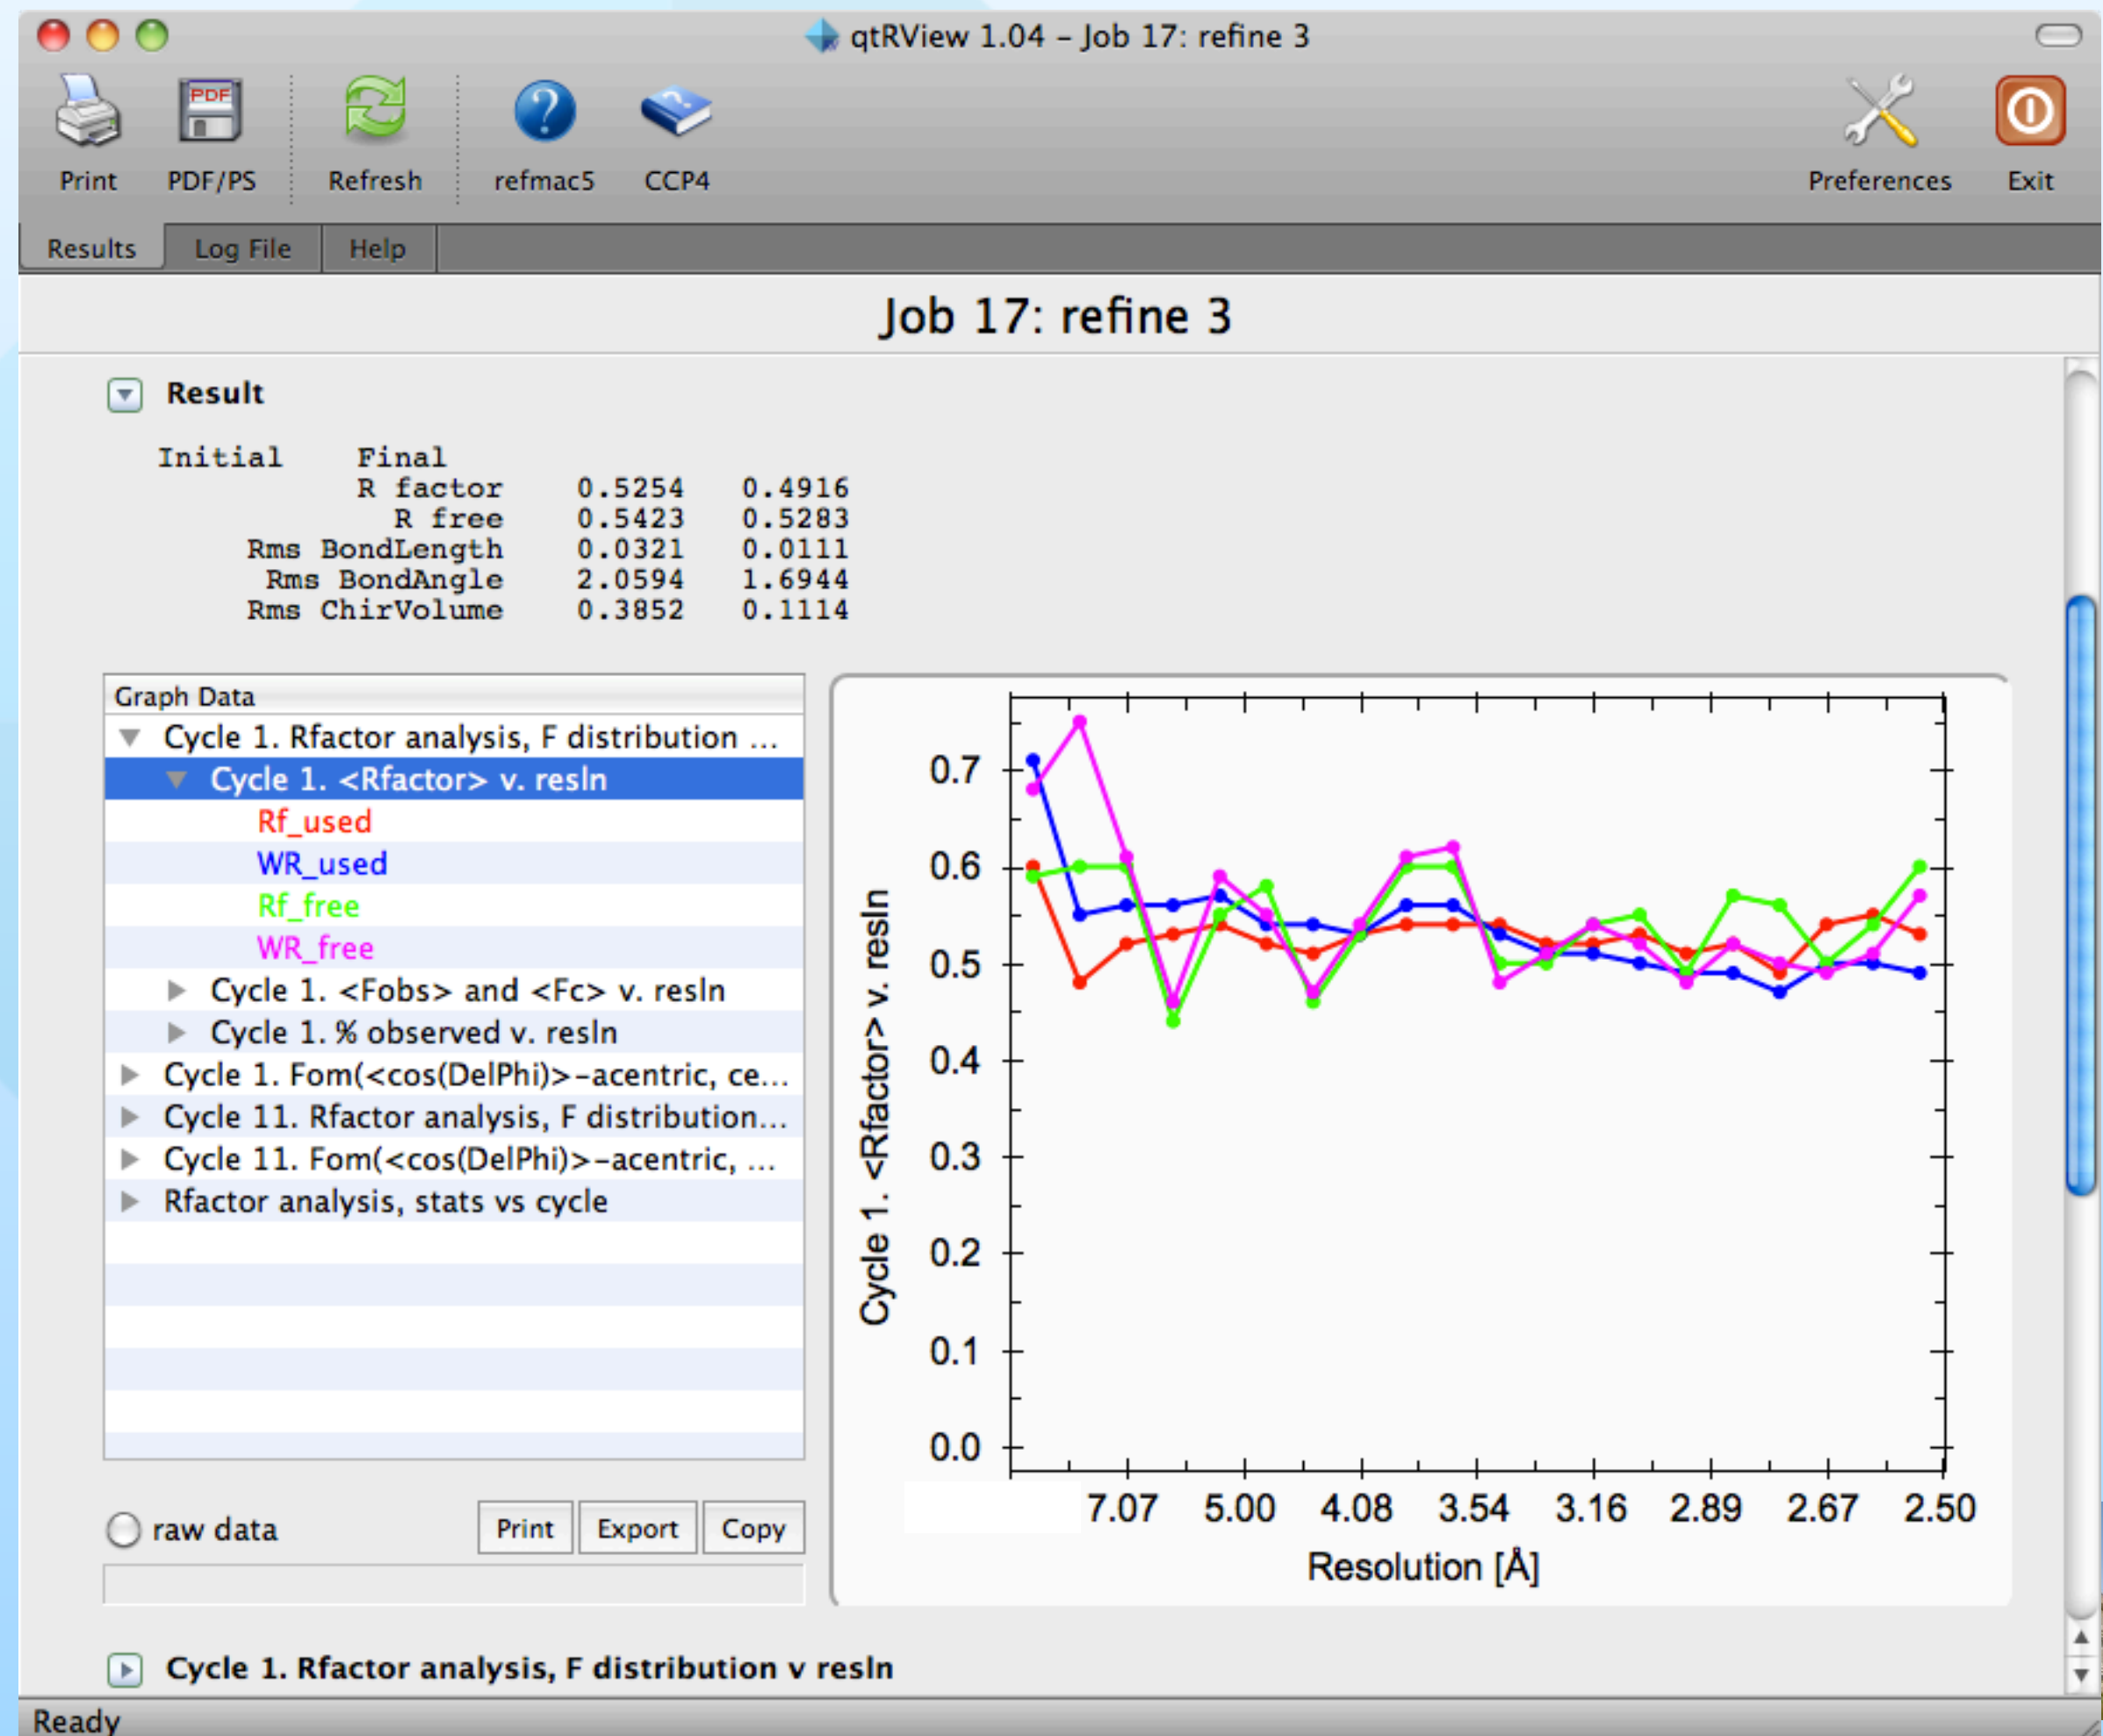 qtRView 1.04 – Job 17: refine 3
Print PDF/PS Refresh refmac5 CCP4 Preferences Exit
PDF
Results Log File Help
Job 17: refine 3
Result
Initial Final
R factor 0.5254 0.4916
R free 0.5423 0.5283
Rms BondLength 0.0321 0.0111
Rms BondAngle 2.0594 1.6944
Rms ChirVolume 0.3852 0.1114
Graph Data
Cycle 1. Rfactor analysis, F distribution ...
Cycle 1. <Rfactor> v. resln
Rf_used
WR_used
Rf_free
WR_free
Cycle 1. <Fobs> and <Fc> v. resln
Cycle 1. % observed v. resln
Cycle 1. Fom(<cos(DelPhi)>-acentric, ce...
Cycle 11. Rfactor analysis, F distribution...
Cycle 11. Fom(<cos(DelPhi)>-acentric, ...
Rfactor analysis, stats vs cycle
raw data Print Export Copy
Cycle 1. <Rfactor> v. resln
0.7
0.6
0.5
0.4
0.3
0.2
0.1
0.0
7.07 5.00 4.08 3.54 3.16 2.89 2.67 2.50
Resolution [Å]
Cycle 1. Rfactor analysis, F distribution v resln
Ready